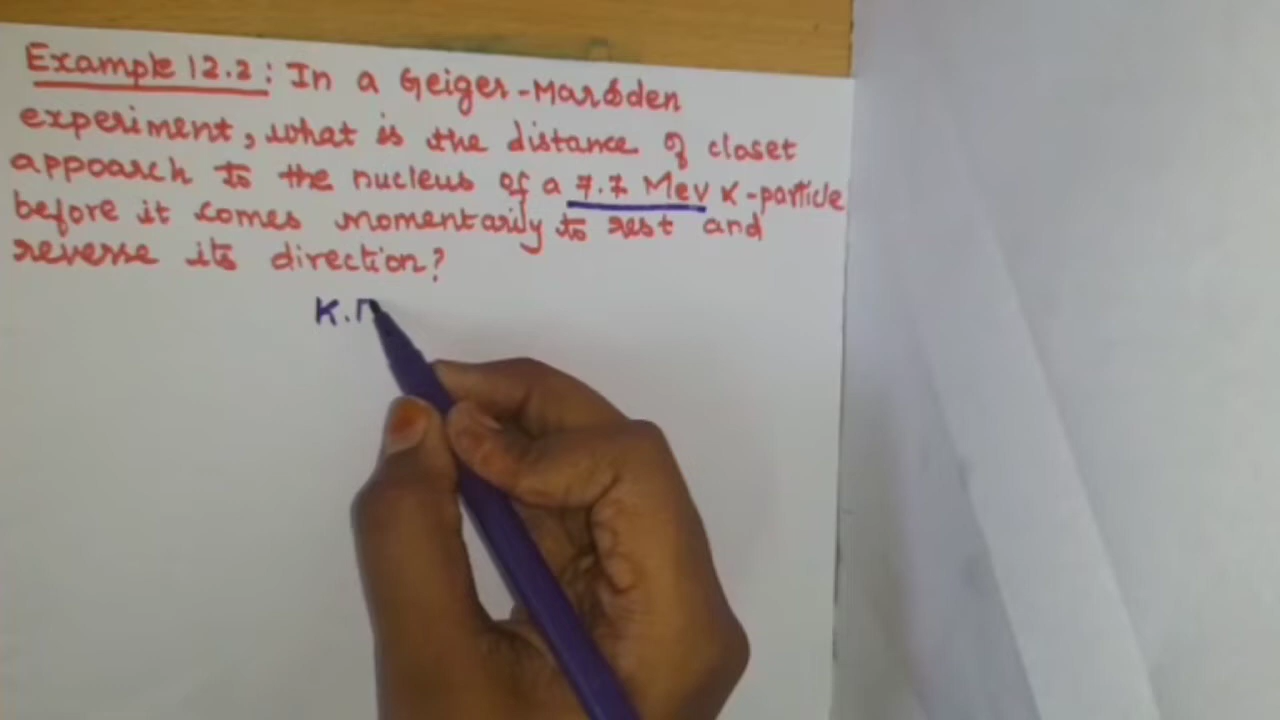 Example 12.2: In a Geiger-Marsden
experiment, what is the distance of closet
appoarch to the nucleus of a 7.7 Mev α-particle
before it comes momentarily to rest and
reverse its direction?
K.